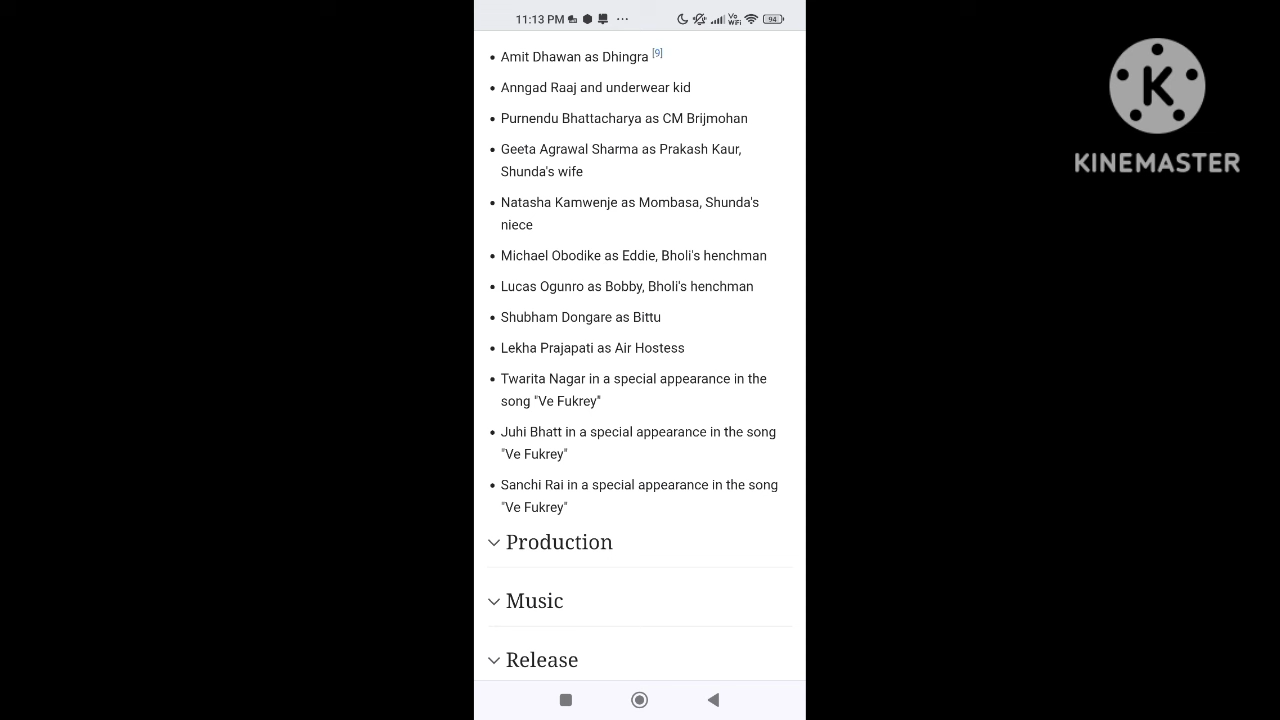 11:13 PM
Vo
WiFi
94
Amit Dhawan as Dhingra [9]
Anngad Raaj and underwear kid
Purnendu Bhattacharya as CM Brijmohan
Geeta Agrawal Sharma as Prakash Kaur,
Shunda's wife
Natasha Kamwenje as Mombasa, Shunda's
niece
Michael Obodike as Eddie, Bholi's henchman
Lucas Ogunro as Bobby, Bholi's henchman
Shubham Dongare as Bittu
Lekha Prajapati as Air Hostess
Twarita Nagar in a special appearance in the
song "Ve Fukrey"
Juhi Bhatt in a special appearance in the song
"Ve Fukrey"
Sanchi Rai in a special appearance in the song
"Ve Fukrey"
Production
Music
Release
K
KINEMASTER